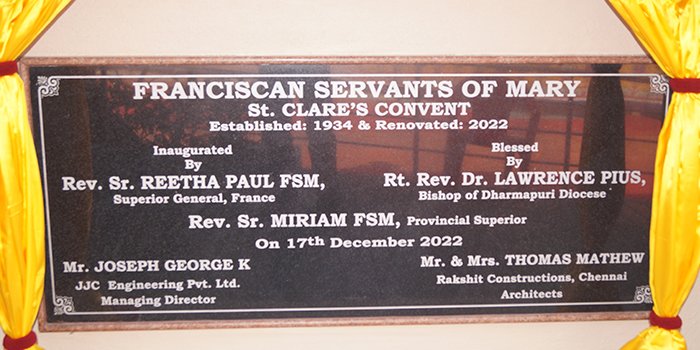 FRANCISCAN SERVANTS OF MARY
St. CLARE'S CONVENT
Established: 1934 & Renovated: 2022
Inaugurated
By
Rev. Sr. REETHA PAUL FSM,
Superior General, France
Blessed
By
Rt. Rev. Dr. LAWRENCE PIUS,
Bishop of Dharmapuri Diocese
Rev. Sr. MIRIAM FSM, Provincial Superior
On 17th December 2022
Mr. JOSEPH GEORGE K
JJC Engineering Pvt. Ltd.
Managing Director
Mr. & Mrs. THOMAS MATHEW
Rakshit Constructions, Chennai
Architects